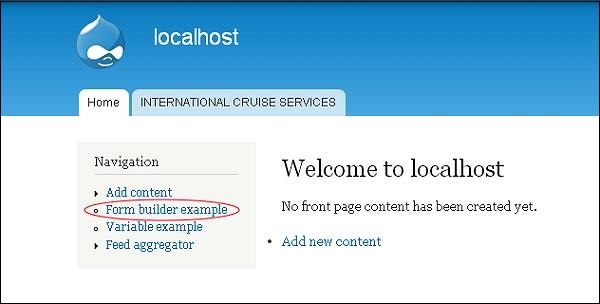 localhost
Home
INTERNATIONAL CRUISE SERVICES
Navigation
Add content
Form builder example
Variable example
Feed aggregator
Welcome to localhost
No front page content has been created yet.
Add new content